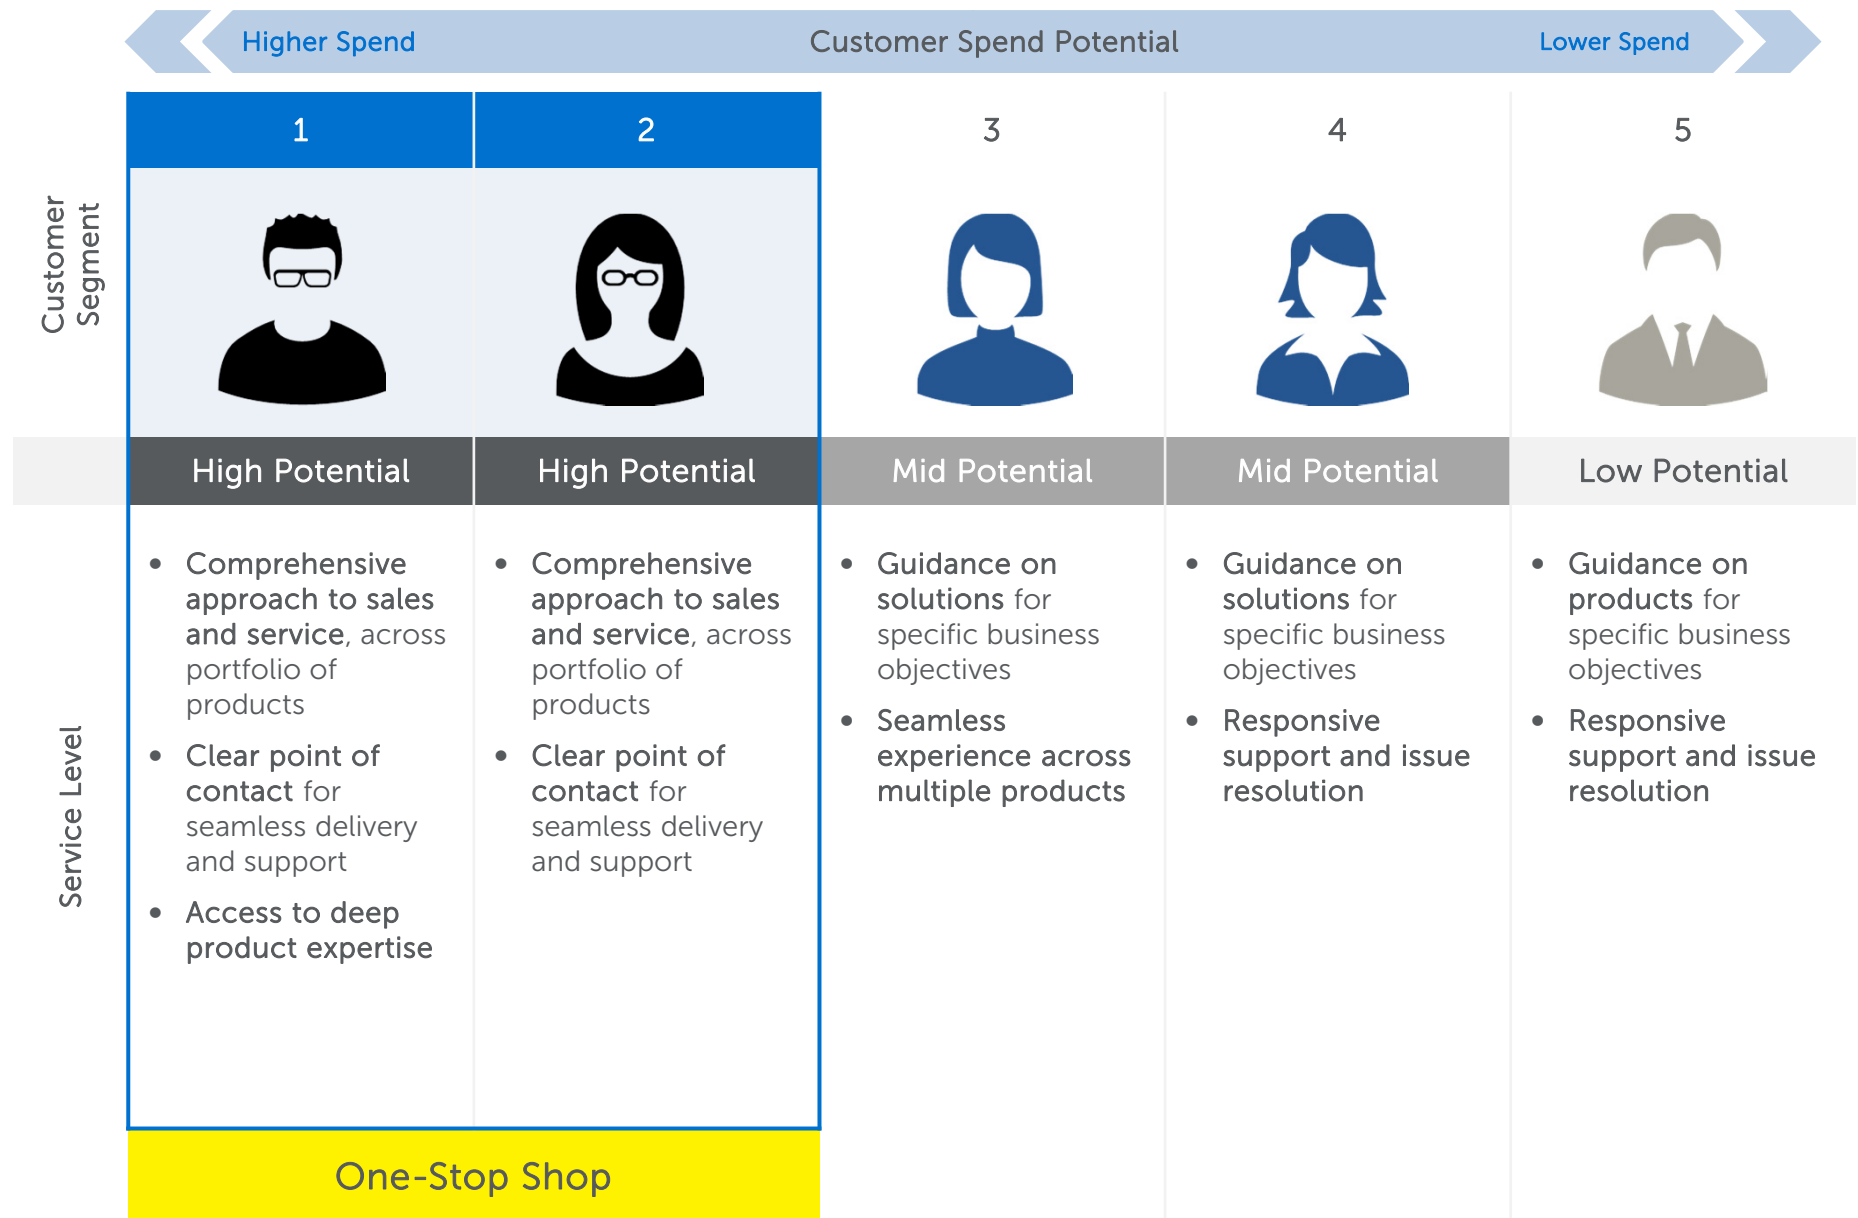 Higher Spend
Customer Spend Potential
Lower Spend
1
2
3
4
5
Customer
Segment
High Potential
High Potential
Mid Potential
Mid Potential
Low Potential
Service Level
• Comprehensive
approach to sales
and service, across
portfolio of
products
• Clear point of
contact for
seamless delivery
and support
• Access to deep
product expertise
• Comprehensive
approach to sales
and service, across
portfolio of
products
• Clear point of
contact for
seamless delivery
and support
• Guidance on
solutions for
specific business
objectives
• Seamless
experience across
multiple products
• Guidance on
solutions for
specific business
objectives
• Responsive
support and issue
resolution
• Guidance on
products for
specific business
objectives
• Responsive
support and issue
resolution
One-Stop Shop